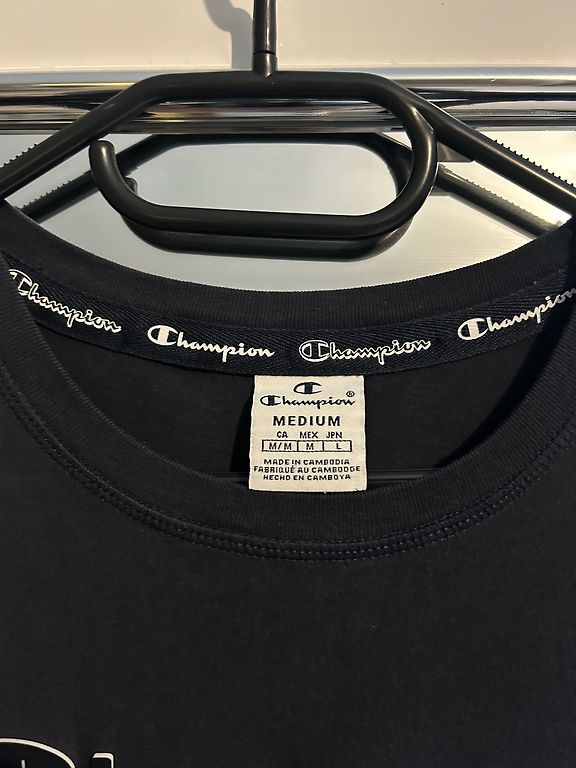 Champion Champion Champion Champion
Champion®
MEDIUM
CA MEX JPN
M/M M L
MADE IN CAMBODIA
FABRIQUÉ AU CAMBODGE
HECHO EN CAMBOYA